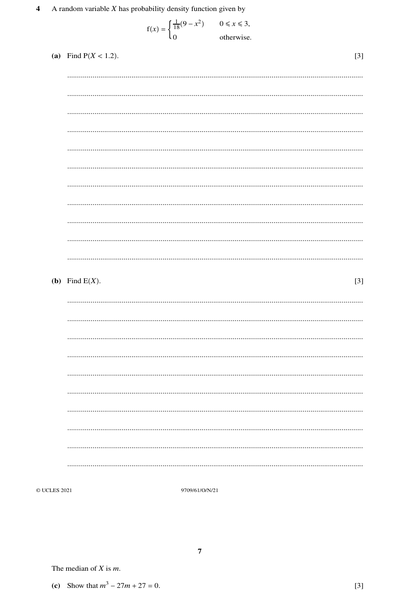 4 A random variable X has probability density function given by
f(x) = { 1/18(9 − x²) 0 ⩽ x ⩽ 3,
0 otherwise.
(a) Find P(X < 1.2). [3]
(b) Find E(X). [3]
© UCLES 2021 9709/61/O/N/21
7
The median of X is m.
(c) Show that m³ − 27m + 27 = 0. [3]